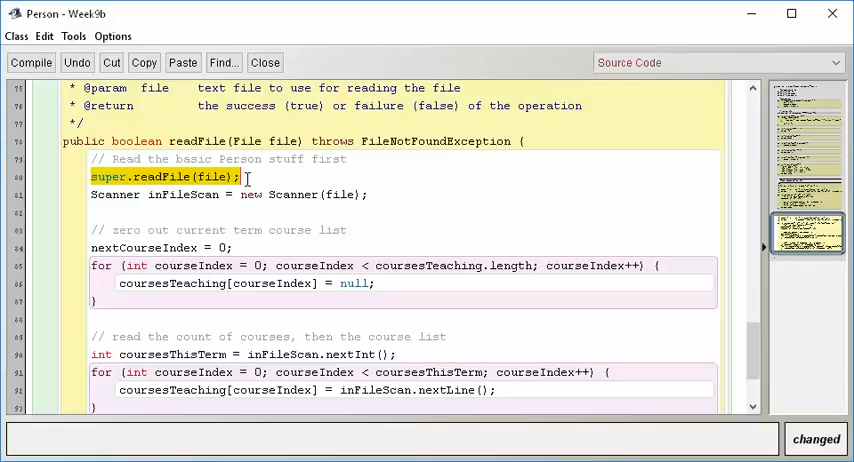 Person - Week9b
Class Edit Tools Options
Compile Undo Cut Copy Paste Find... Close Source Code
75 * @param file text file to use for reading the file
76 * @return the success (true) or failure (false) of the operation
77 */
78 public boolean readFile(File file) throws FileNotFoundException {
79 // Read the basic Person stuff first
80 super.readFile(file);
81 Scanner inFileScan = new Scanner(file);
82
83 // zero out current term course list
84 nextCourseIndex = 0;
85 for (int courseIndex = 0; courseIndex < coursesTeaching.length; courseIndex++) {
86 coursesTeaching[courseIndex] = null;
87 }
88
89 // read the count of courses, then the course list
90 int coursesThisTerm = inFileScan.nextInt();
91 for (int courseIndex = 0; courseIndex < coursesThisTerm; courseIndex++) {
92 coursesTeaching[courseIndex] = inFileScan.nextLine();
93 }
changed